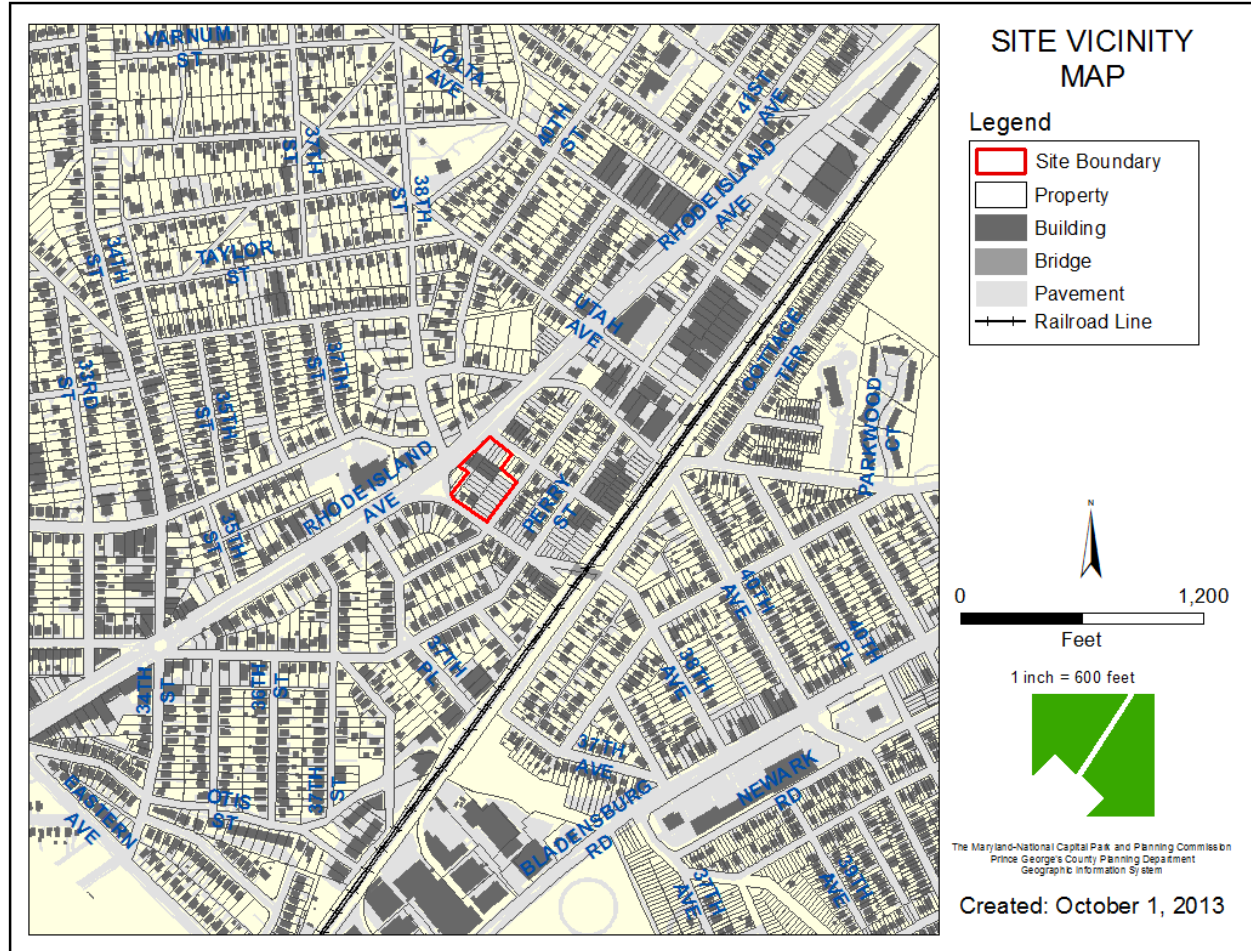 SITE VICINITY
MAP
Legend
Site Boundary
Property
Building
Bridge
Pavement
Railroad Line
N
0 1,200
Feet
1 inch = 600 feet
The Maryland-National Capital Park and Planning Commission
Prince George's County Planning Department
Geographic Information System
Created: October 1, 2013
VARNUM
ST
VOLTA
AVE
40TH
ST
41ST
AVE
37TH
ST
38TH
ST
RHODE ISLAND
AVE
34TH
ST
TAYLOR
ST
UTAH
AVE
COTTAGE
TER
33RD
ST
35TH
ST
37TH
ST
PARKWOOD
CT
RHODE ISLAND
AVE
PERRY
ST
35TH
ST
40TH
AVE
40TH
PL
34TH
ST
36TH
ST
37TH
PL
38TH
AVE
37TH
ST
37TH
AVE
EASTERN
AVE
OTIS
ST
BLADENSBURG
RD
NEWARK
RD
37TH
AVE
39TH
AVE